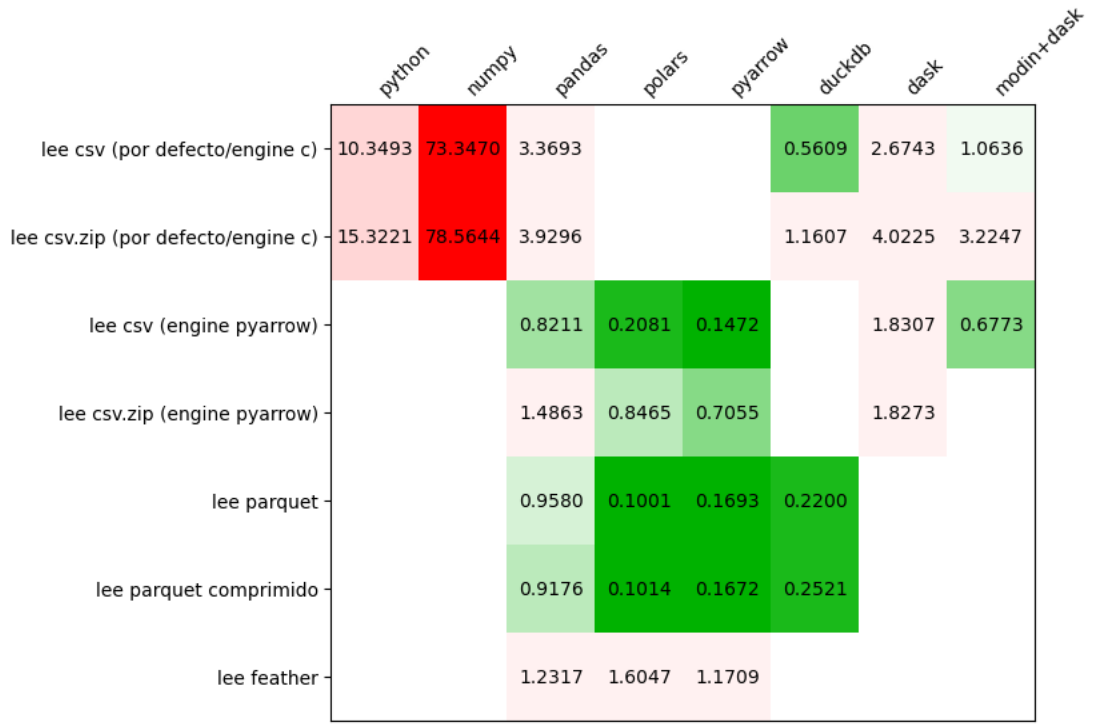 python numpy pandas polars pyarrow duckdb dask modin+dask
lee csv (por defecto/engine c) 10.3493 73.3470 3.3693 0.5609 2.6743 1.0636
lee csv.zip (por defecto/engine c) 15.3221 78.5644 3.9296 1.1607 4.0225 3.2247
lee csv (engine pyarrow) 0.8211 0.2081 0.1472 1.8307 0.6773
lee csv.zip (engine pyarrow) 1.4863 0.8465 0.7055 1.8273
lee parquet 0.9580 0.1001 0.1693 0.2200
lee parquet comprimido 0.9176 0.1014 0.1672 0.2521
lee feather 1.2317 1.6047 1.1709